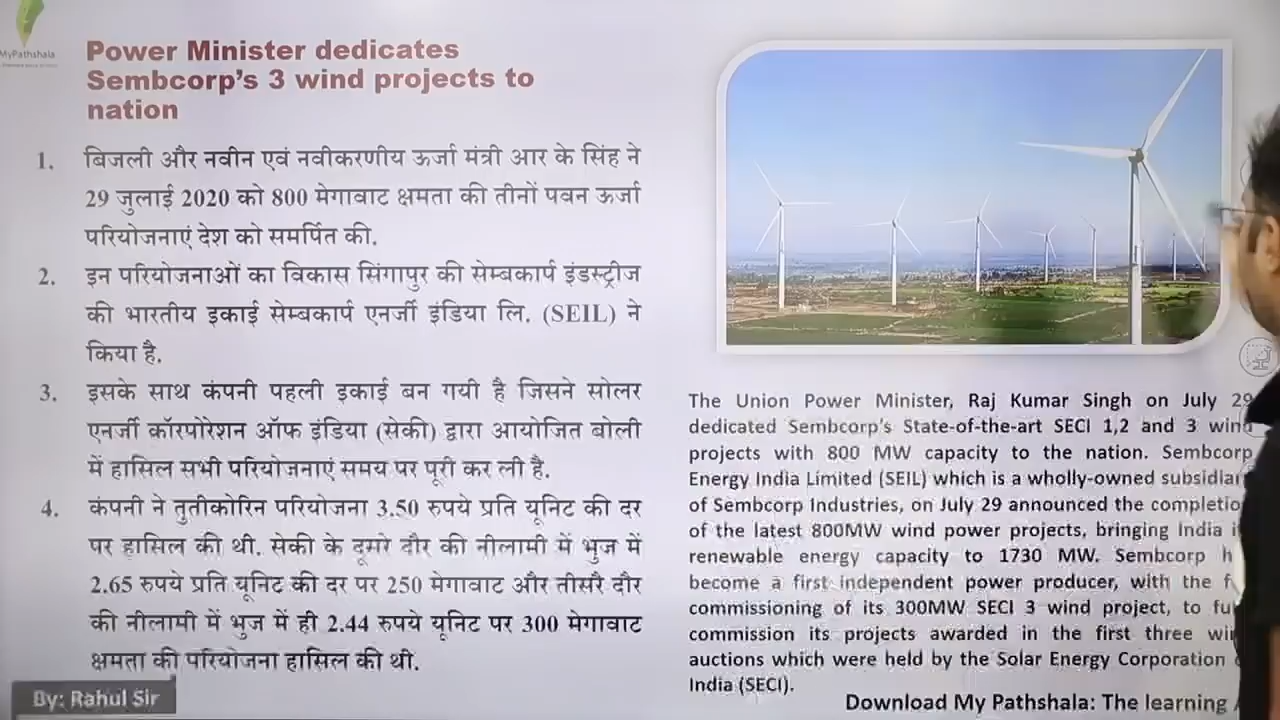 MyPathshala
Power Minister dedicates
Sembcorp's 3 wind projects to
nation
1. बिजली और नवीन एवं नवीकरणीय ऊर्जा मंत्री आर के सिंह ने
29 जुलाई 2020 को 800 मेगावाट क्षमता की तीनों पवन ऊर्जा
परियोजनाएं देश को समर्पित की.
2. इन परियोजनाओं का विकास सिंगापुर की सेम्बकार्प इंडस्ट्रीज
की भारतीय इकाई सेम्बकार्प एनर्जी इंडिया लि. (SEIL) ने
किया है.
3. इसके साथ कंपनी पहली इकाई बन गयी है जिसने सोलर
एनर्जी कॉरपोरेशन ऑफ इंडिया (सेकी) द्वारा आयोजित बोली
में हासिल सभी परियोजनाएं समय पर पूरी कर ली है.
4. कंपनी ने तुतीकोरिन परियोजना 3.50 रुपये प्रति यूनिट की दर
पर हासिल की थी. सेकी के दूसरे दौर की नीलामी में भुज में
2.65 रुपये प्रति यूनिट की दर पर 250 मेगावाट और तीसरे दौर
की नीलामी में भुज में ही 2.44 रुपये यूनिट पर 300 मेगावाट
क्षमता की परियोजना हासिल की थी.
The Union Power Minister, Raj Kumar Singh on July 29
dedicated Sembcorp's State-of-the-art SECI 1,2 and 3 wind
projects with 800 MW capacity to the nation. Sembcorp
Energy India Limited (SEIL) which is a wholly-owned
of Sembcorp Industries, on July 29 announced the
of the latest 800MW wind power projects, bringing India
renewable energy capacity to 1730 MW. Sembcorp
become a first independent power producer, with the
commissioning of its 300MW SECI 3 wind project, to
commission its projects awarded in the first three
auctions which were held by the Solar Energy Corporation
India (SECI).
Download My Pathshala: The learning
By: Rahul Sir